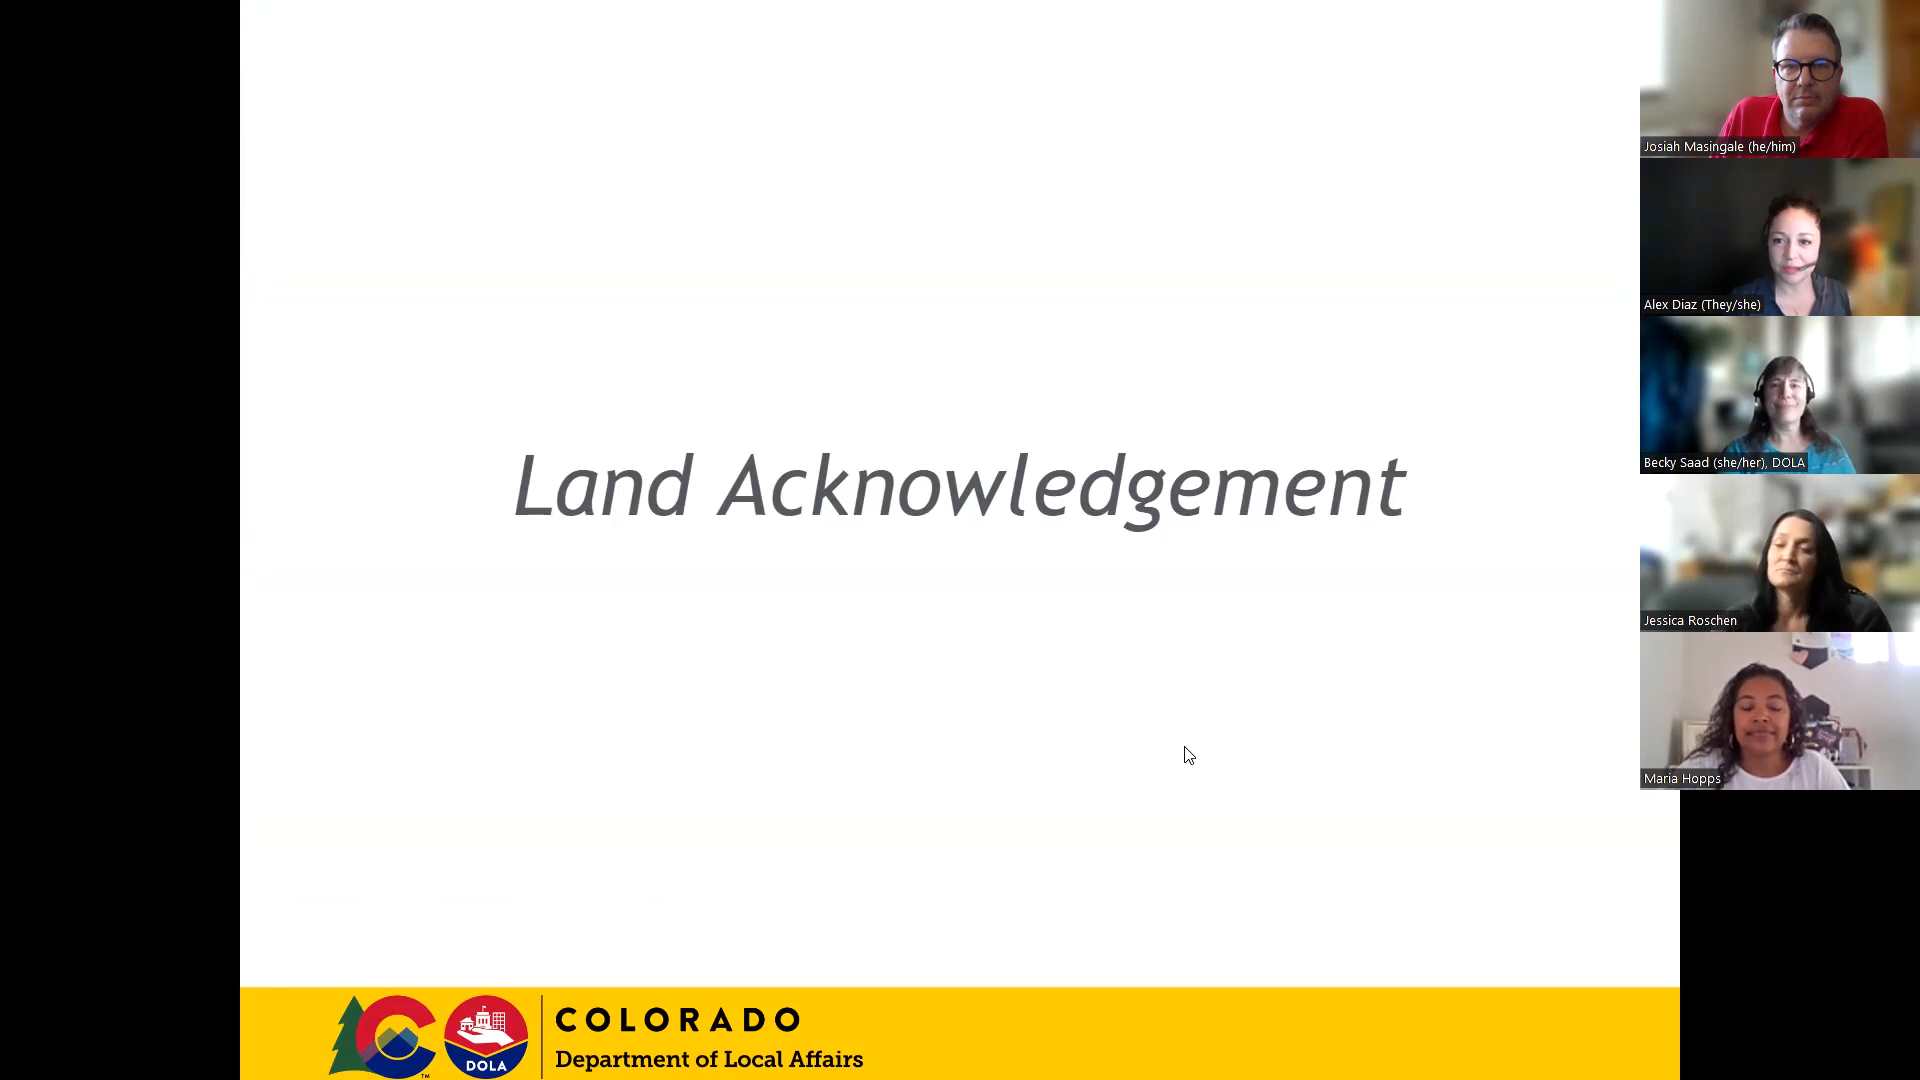 Land Acknowledgement
Josiah Masingale (he/him)
Alex Diaz (They/she)
Becky Saad (she/her), DOLA
Jessica Roschen
Maria Hopps
TM
DOLA
COLORADO
Department of Local Affairs